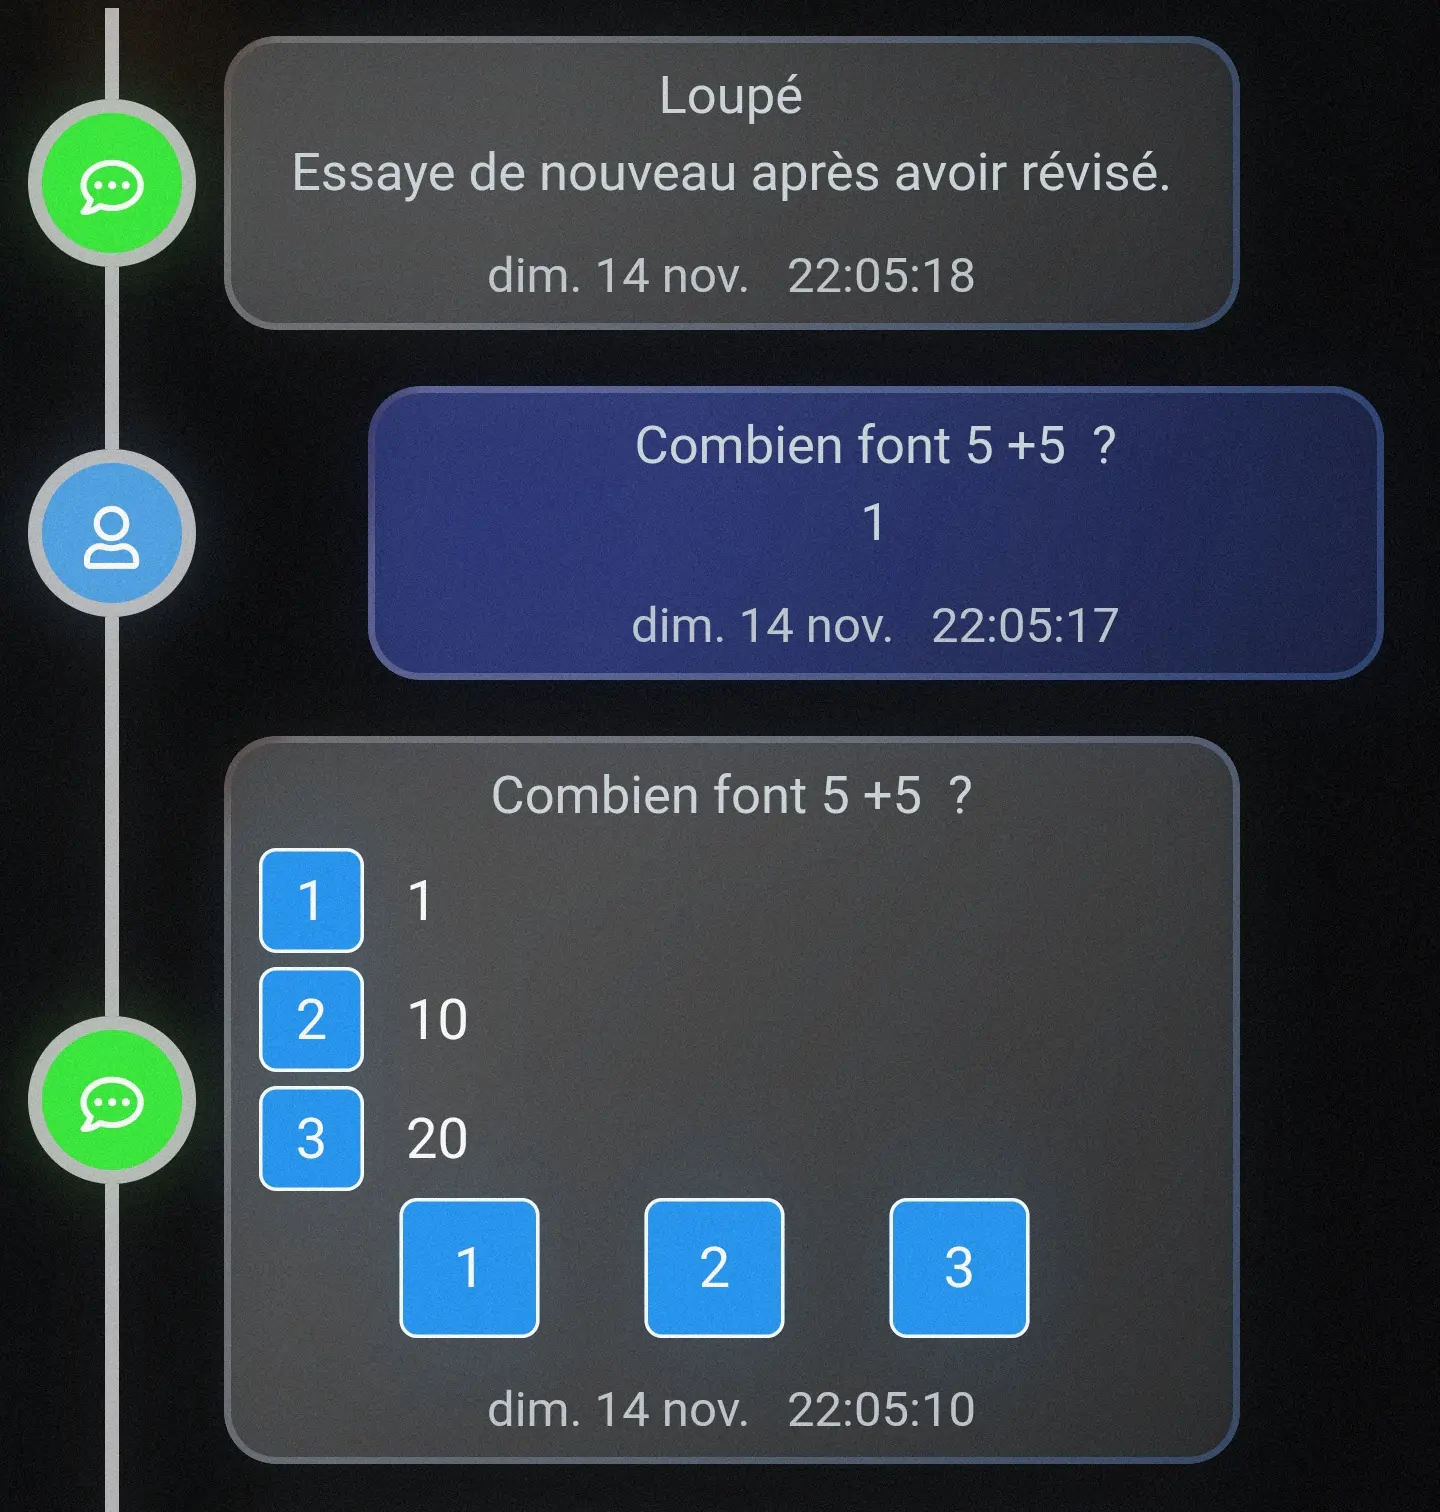 Loupé
Essaye de nouveau après avoir révisé.
dim. 14 nov. 22:05:18
Combien font 5 +5 ?
1
dim. 14 nov. 22:05:17
Combien font 5 +5 ?
1 1
2 10
3 20
1 2 3
dim. 14 nov. 22:05:10